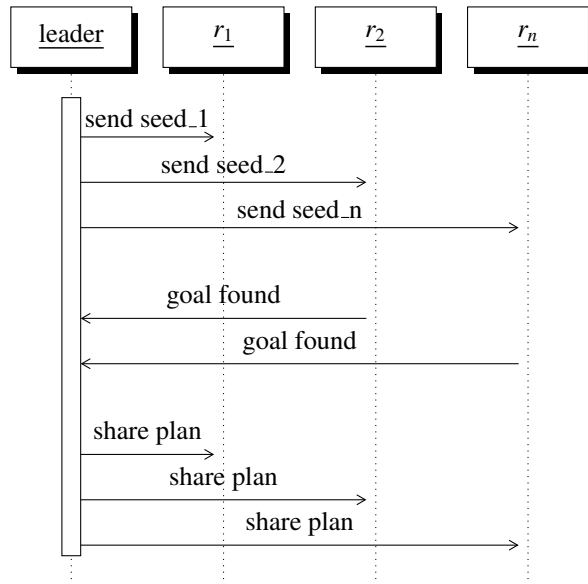 leader
r1
r2
rn
send seed_1
send seed_2
send seed_n
goal found
goal found
share plan
share plan
share plan